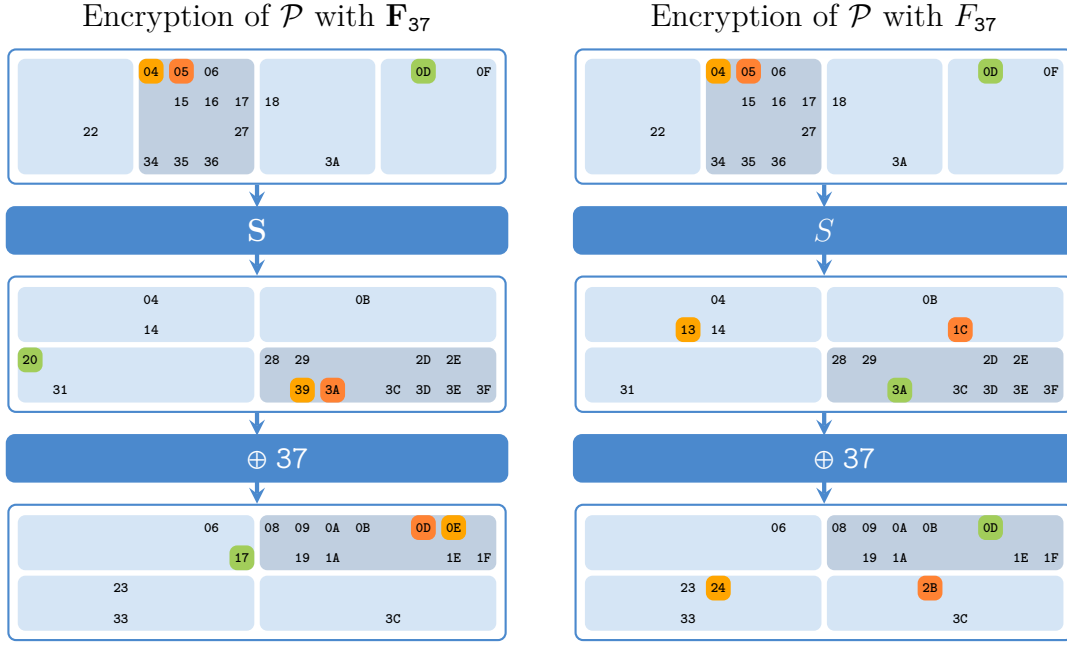 Encryption of 𝒫 with F₃₇
04 05 06 0D 0F
15 16 17 18
22 27
34 35 36 3A
S
04 0B
14
20 28 29 2D 2E
31 39 3A 3C 3D 3E 3F
⊕ 37
06 08 09 0A 0B 0D 0E
17 19 1A 1E 1F
23
33 3C
Encryption of 𝒫 with F₃₇
04 05 06 0D 0F
15 16 17 18
22 27
34 35 36 3A
S
04 0B
13 14 1C
28 29 2D 2E
31 3A 3C 3D 3E 3F
⊕ 37
06 08 09 0A 0B 0D
19 1A 1E 1F
23 24 2B
33 3C